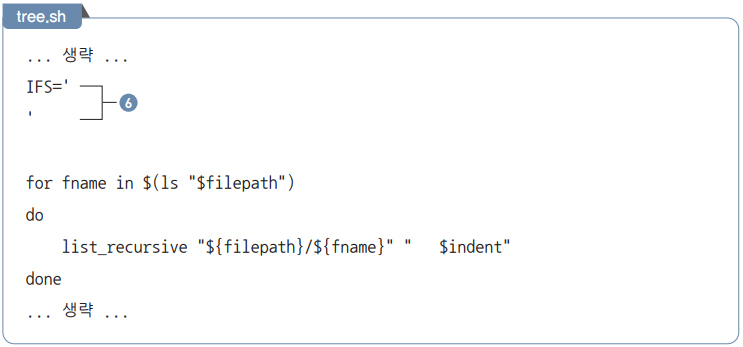 tree.sh
... 생략 ...
IFS='
'
6
for fname in $(ls "$filepath")
do
    list_recursive "${filepath}/${fname}" "   $indent"
done
... 생략 ...